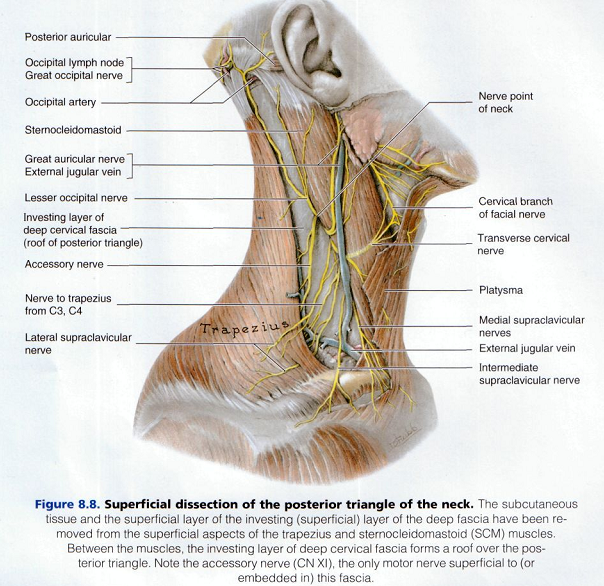 Posterior auricular
Occipital lymph node
Great occipital nerve
Occipital artery
Sternocleidomastoid
Great auricular nerve
External jugular vein
Lesser occipital nerve
Investing layer of
deep cervical fascia
(roof of posterior triangle)
Accessory nerve
Nerve to trapezius
from C3, C4
Lateral supraclavicular
nerve
Trapezius
Nerve point
of neck
Cervical branch
of facial nerve
Transverse cervical
nerve
Platysma
Medial supraclavicular
nerves
External jugular vein
Intermediate
supraclavicular nerve
Figure 8.8. Superficial dissection of the posterior triangle of the neck. The subcutaneous
tissue and the superficial layer of the investing (superficial) layer of the deep fascia have been re-
moved from the superficial aspects of the trapezius and sternocleidomastoid (SCM) muscles.
Between the muscles, the investing layer of deep cervical fascia forms a roof over the pos-
terior triangle. Note the accessory nerve (CN XI), the only motor nerve superficial to (or
embedded in) this fascia.